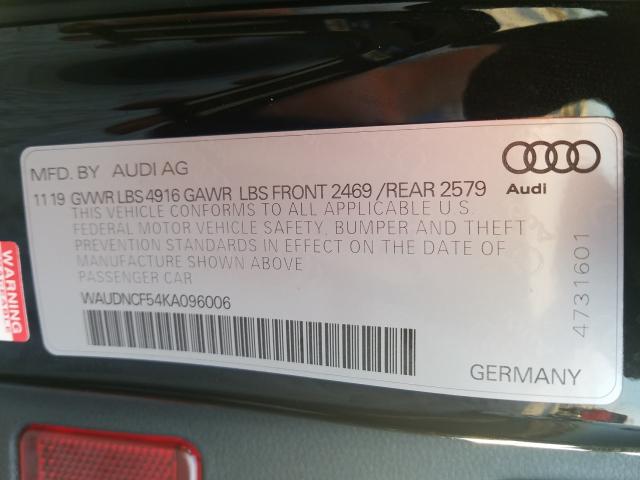 MFD. BY AUDI AG
11 19 GVWR LBS 4916 GAWR LBS FRONT 2469 /REAR 2579
THIS VEHICLE CONFORMS TO ALL APPLICABLE U S
FEDERAL MOTOR VEHICLE SAFETY, BUMPER AND THEFT
PREVENTION STANDARDS IN EFFECT ON THE DATE OF
MANUFACTURE SHOWN ABOVE
PASSENGER CAR
WAUDNCF54KA096006
Audi
4731601
GERMANY
WARNING